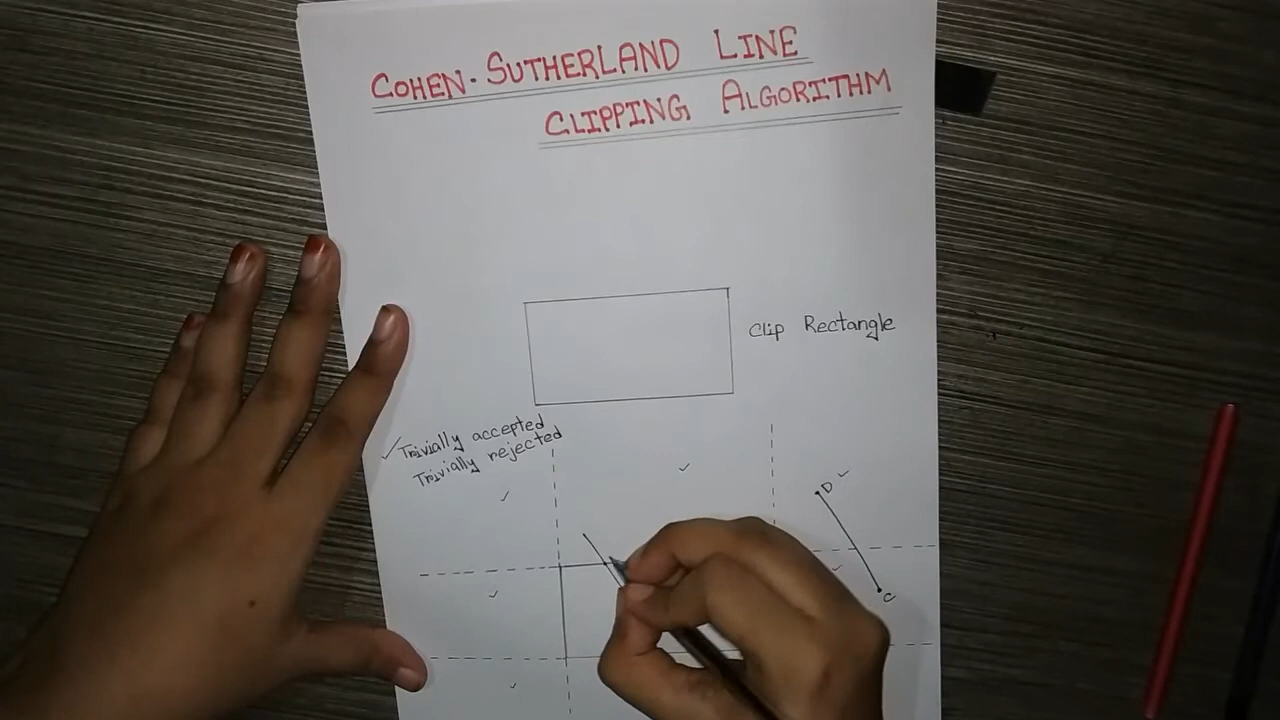 COHEN-SUTHERLAND LINE
CLIPPING ALGORITHM
Clip Rectangle
Trivially accepted
Trivially rejected
D
C